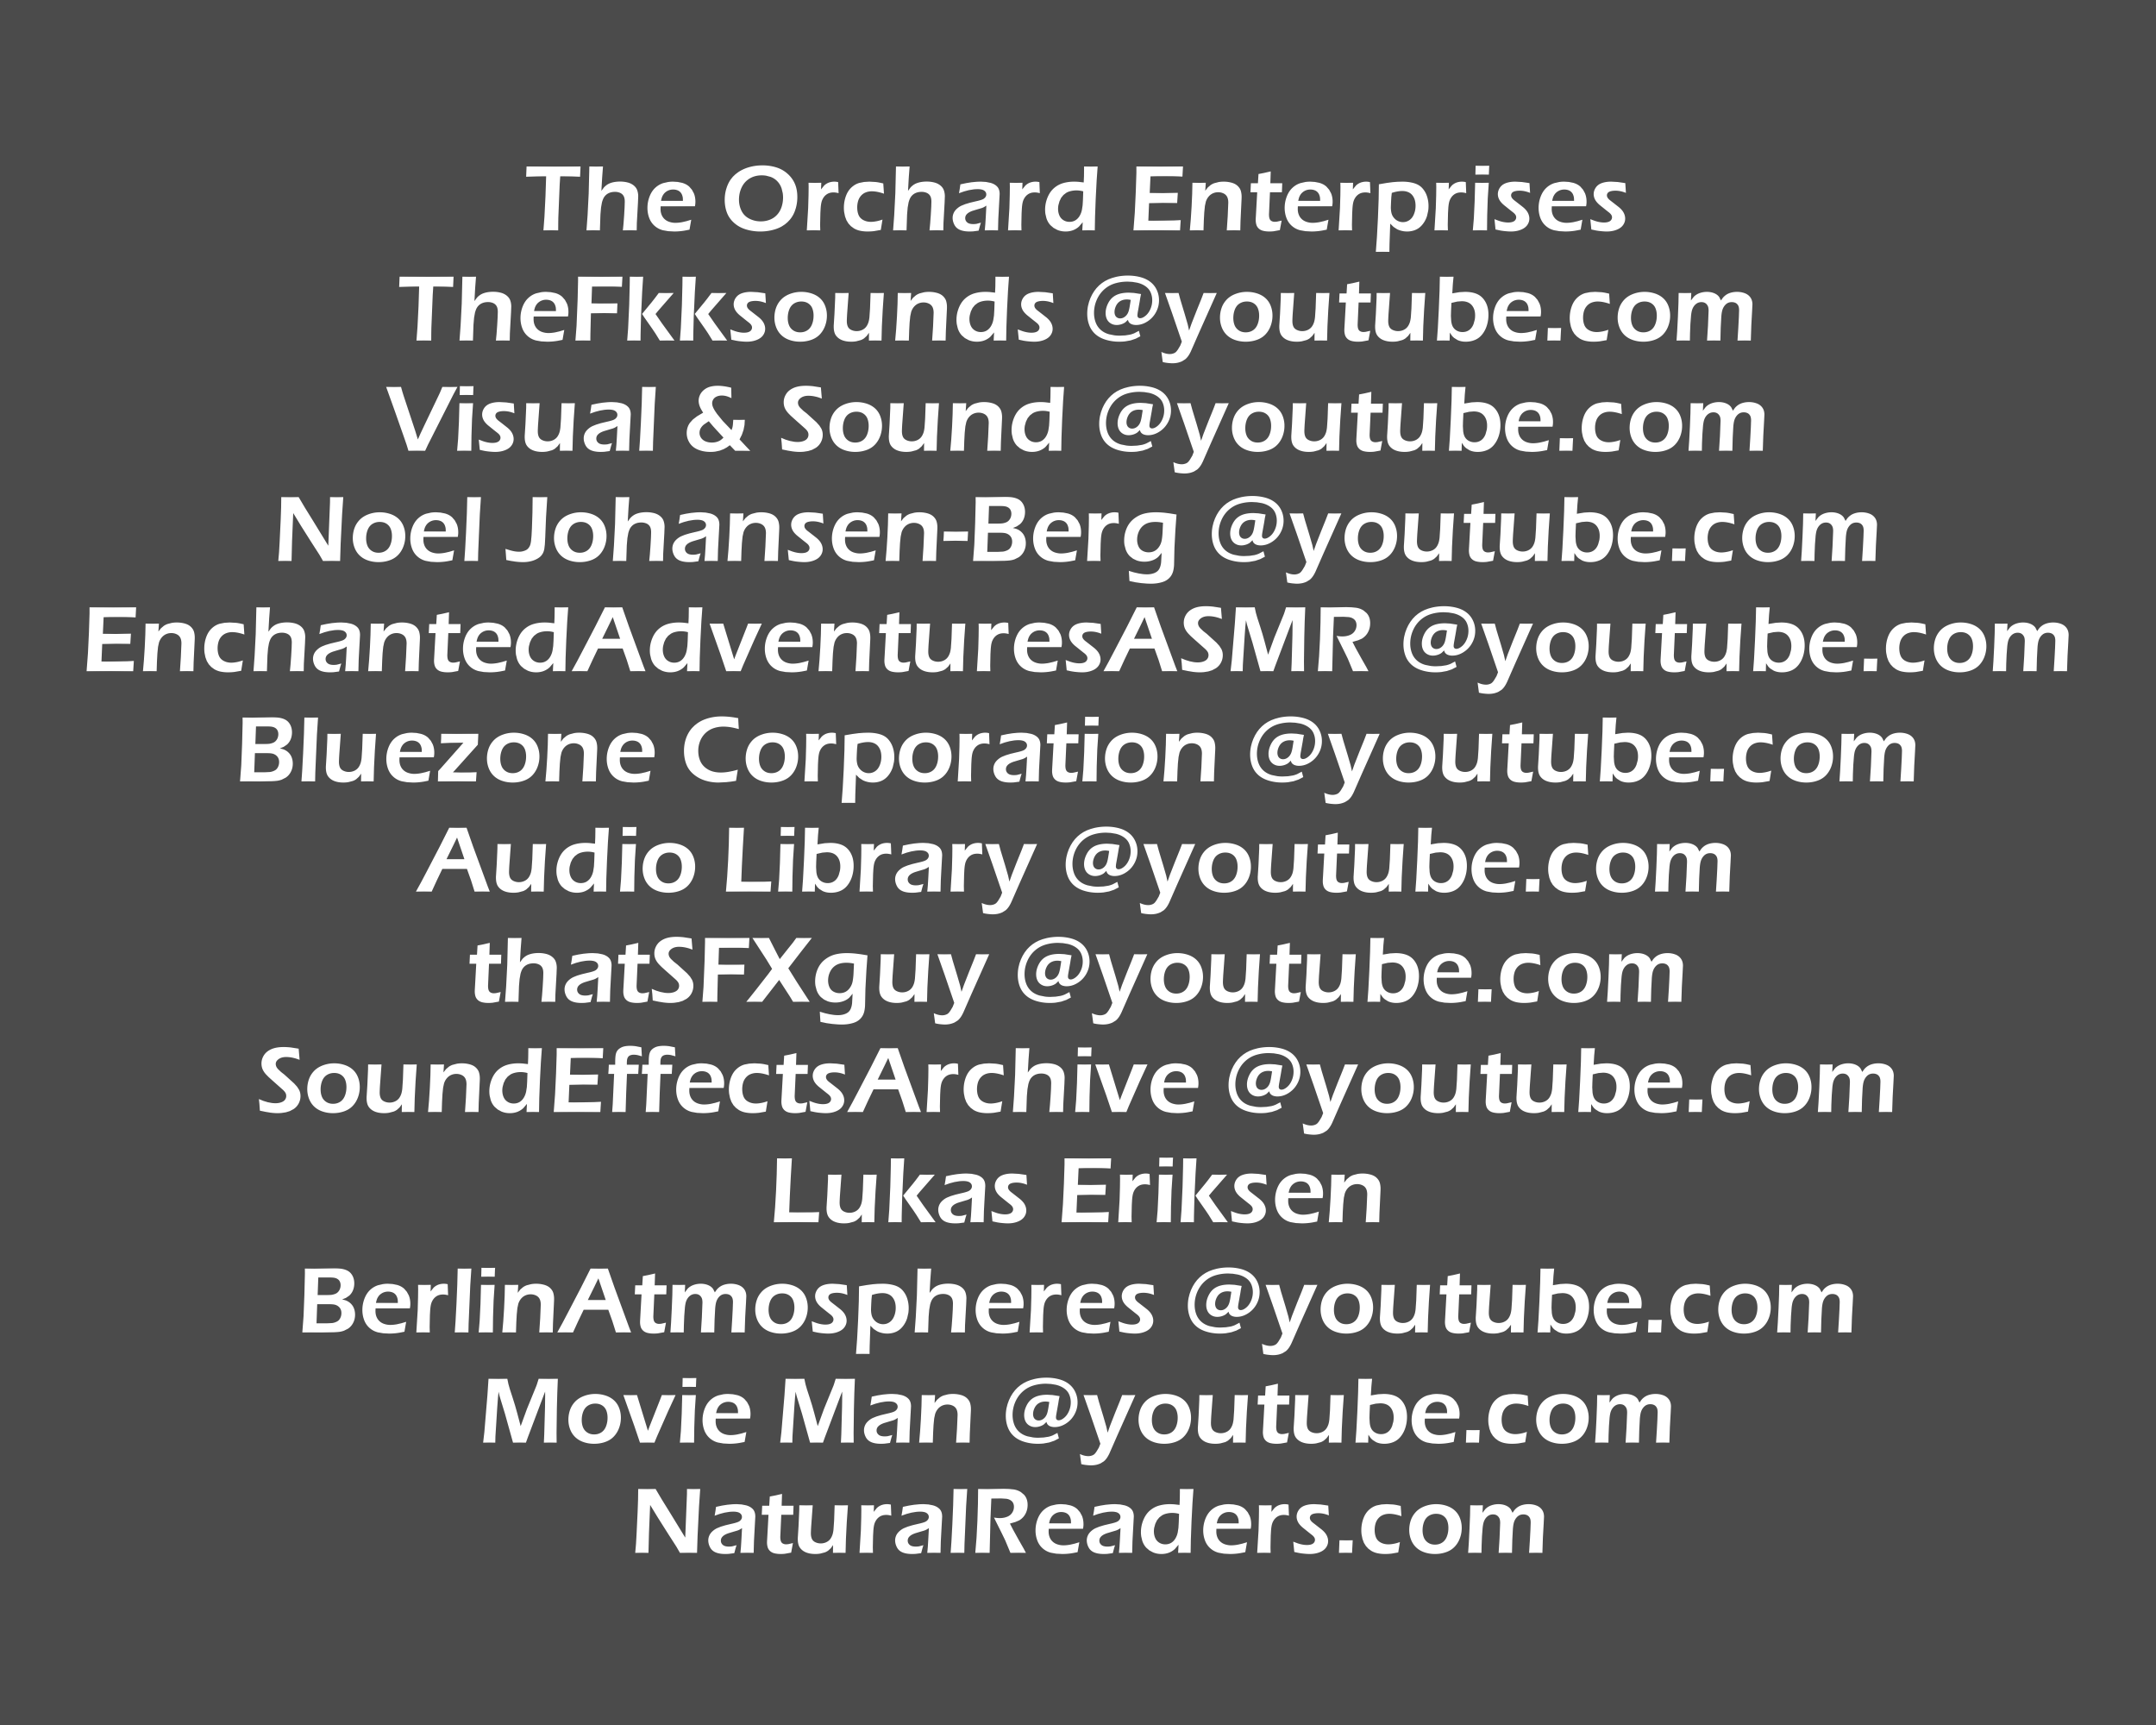 The Orchard Enterprises
TheFkksounds @youtube.com
Visual & Sound @youtube.com
Noel Johansen-Berg @youtube.com
EnchantedAdventuresASMR @youtube.com
Bluezone Corporation @youtube.com
Audio Library @youtube.com
thatSFXguy @youtube.com
SoundEffectsArchive @youtube.com
Lukas Eriksen
BerlinAtmospheres @youtube.com.
Movie Man @youtube.com
NaturalReaders.com